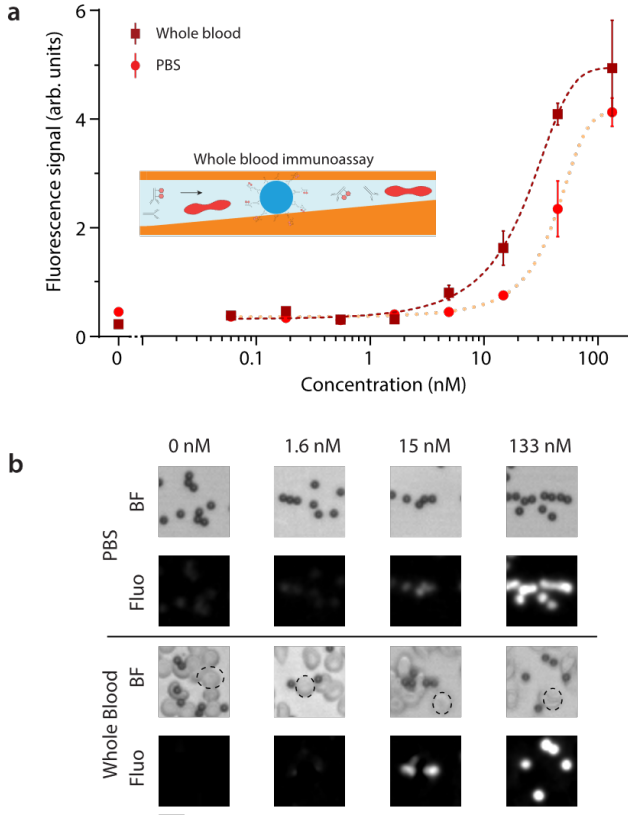 a
6
4
2
0
Fluorescence signal (arb. units)
Whole blood
PBS
Whole blood immunoassay
0 0.1 1 10 100
Concentration (nM)
b
0 nM 1.6 nM 15 nM 133 nM
PBS
BF
Fluo
Whole Blood
BF
Fluo